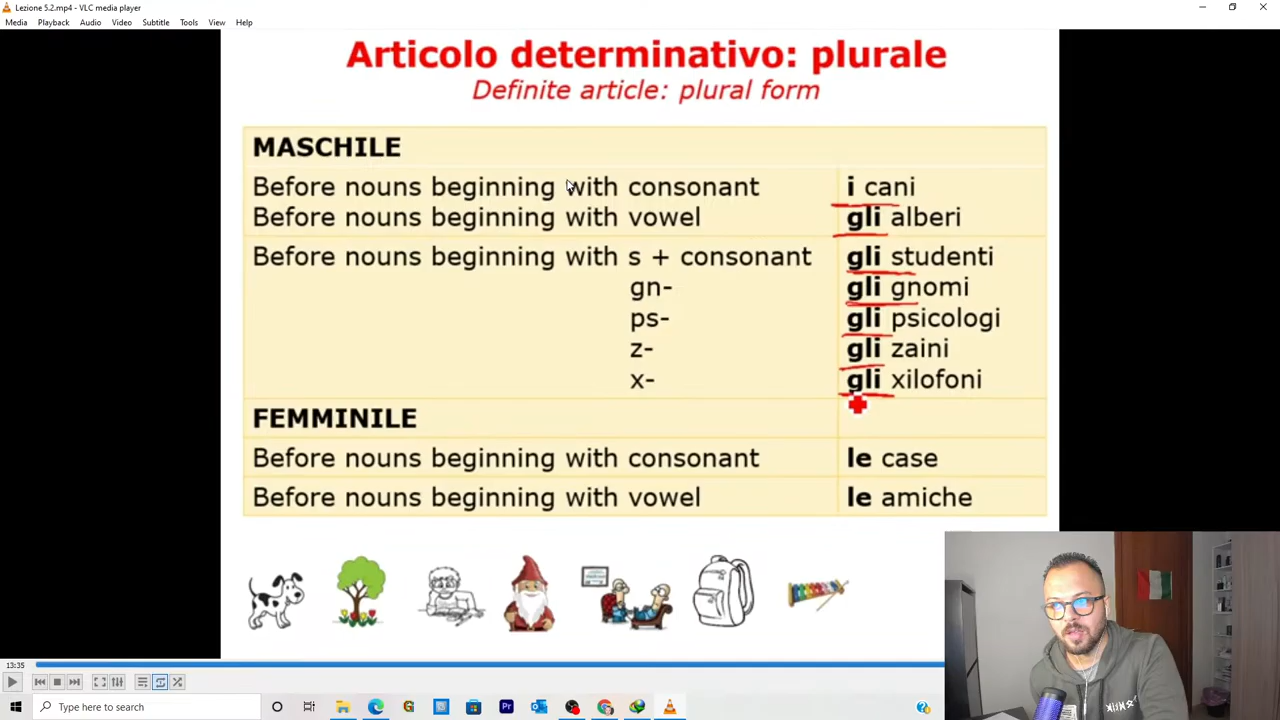 Lezione 5.2.mp4 - VLC media player
Media Playback Audio Video Subtitle Tools View Help
Articolo determinativo: plurale
Definite article: plural form
MASCHILE
Before nouns beginning with consonant i cani
Before nouns beginning with vowel gli alberi
Before nouns beginning with s + consonant gli studenti
gn- gli gnomi
ps- gli psicologi
z- gli zaini
x- gli xilofoni
FEMMINILE
Before nouns beginning with consonant le case
Before nouns beginning with vowel le amiche
13:35
Type here to search